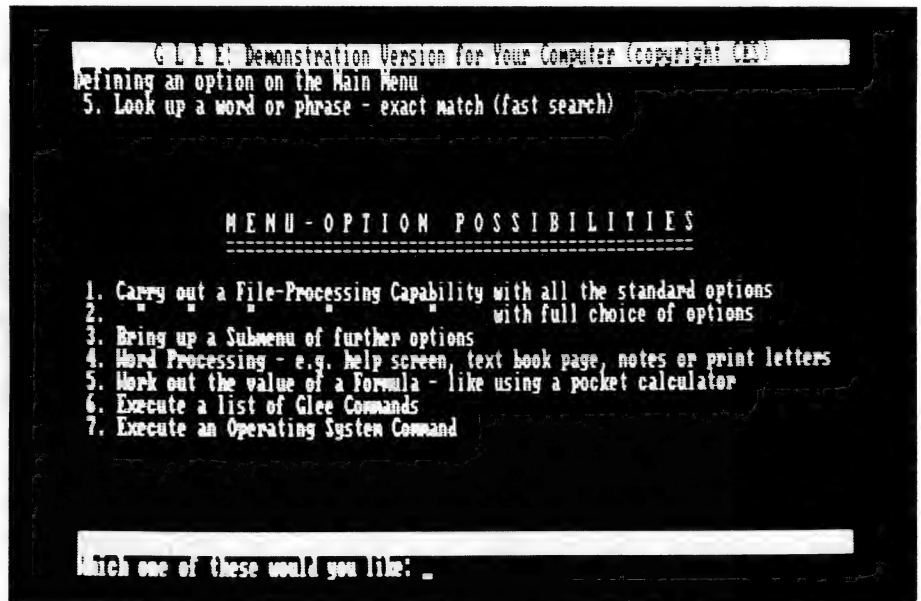 G L E E: Demonstration Version for Your Computer (copyright CES)
Defining an option on the Main Menu
5. Look up a word or phrase - exact match (fast search)
MENU-OPTION POSSIBILITIES
=================================================
1. Carry out a File-Processing Capability with all the standard options
2. " " " " " with full choice of options
3. Bring up a Submenu of further options
4. Word Processing - e.g. help screen, text book page, notes or print letters
5. Work out the value of a Formula - like using a pocket calculator
6. Execute a list of Glee Commands
7. Execute an Operating System Command
Which one of these would you like: _